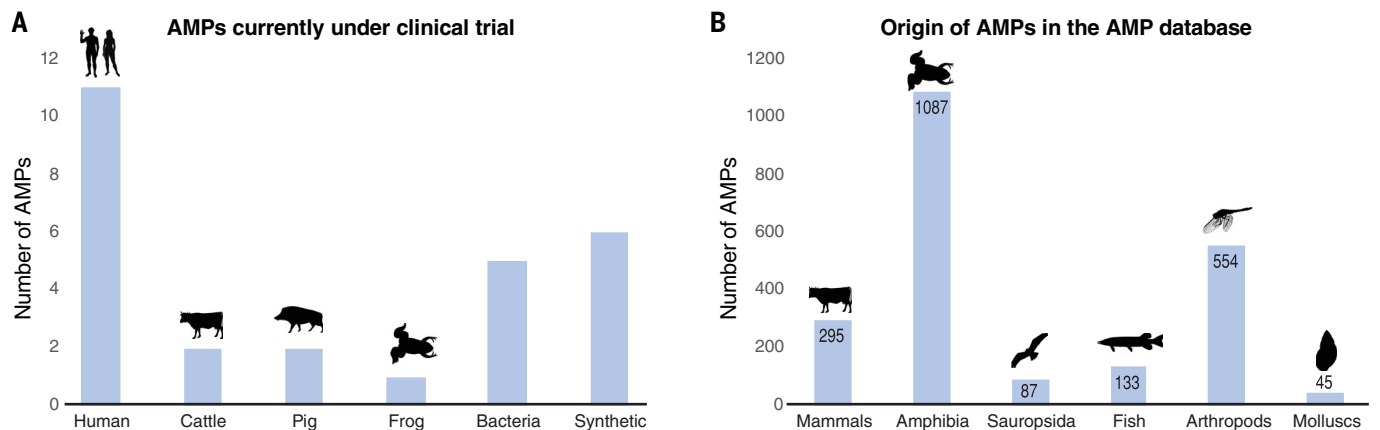 A
AMPs currently under clinical trial
Number of AMPs
12
10
8
6
4
2
0
Human Cattle Pig Frog Bacteria Synthetic
B
Origin of AMPs in the AMP database
Number of AMPs
1200
1000
800
600
400
200
0
295
1087
87
133
554
45
Mammals Amphibia Sauropsida Fish Arthropods Molluscs